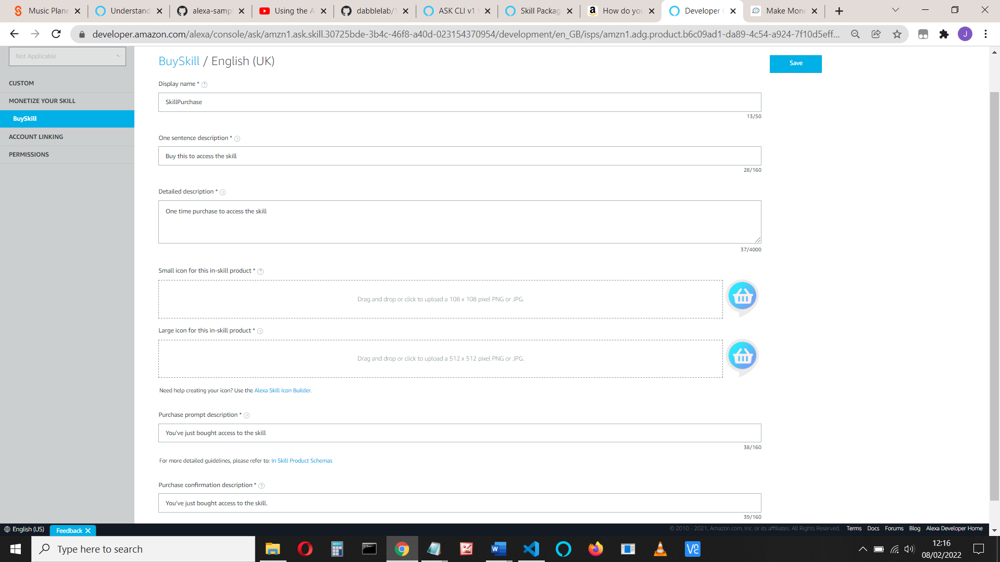 Music Plane
Understand
alexa-samp
Using the A
dabblelab/1
ASK CLI v1 t
Skill Packag
How do you
Developer C
Make Mone
developer.amazon.com/alexa/console/ask/amzn1.ask.skill.30725bde-3b4c-46f8-a40d-023154370954/development/en_GB/isps/amzn1.adg.product.b6c09ad1-da89-4c54-a924-7f10d5eff...
J
Not Applicable
CUSTOM
MONETIZE YOUR SKILL
BuySkill
ACCOUNT LINKING
PERMISSIONS
BuySkill / English (UK)
Save
Display name *
SkillPurchase
13/50
One sentence description *
Buy this to access the skill
28/160
Detailed description *
One time purchase to access the skill
37/4000
Small icon for this in-skill product *
Drag and drop or click to upload a 108 x 108 pixel PNG or JPG.
Large icon for this in-skill product *
Drag and drop or click to upload a 512 x 512 pixel PNG or JPG.
Need help creating your icon? Use the Alexa Skill Icon Builder.
Purchase prompt description *
You've just bought access to the skill
38/160
For more detailed guidelines, please refer to: In Skill Product Schemas
Purchase confirmation description *
You've just bought access to the skill.
39/160
English (US)
Feedback
© 2010 - 2021, Amazon.com, Inc. or its affiliates. All Rights Reserved.
Terms Docs Forums Blog Alexa Developer Home
Type here to search
12:16
08/02/2022